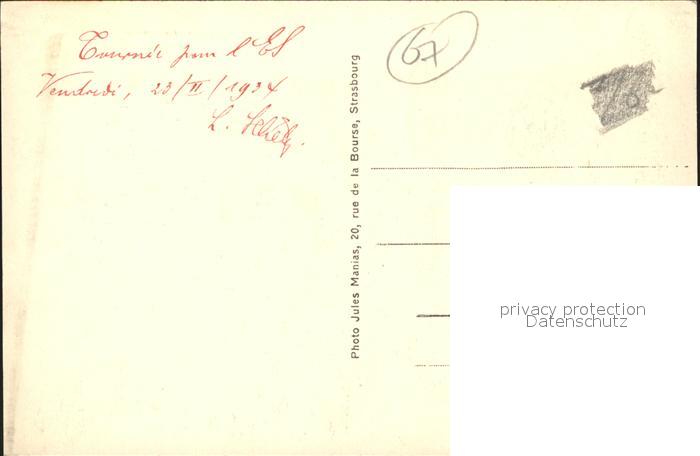 Tournée pour l'ES
Vendredi, 23/II/1934
L.
Photo Jules Manias, 20, rue de la Bourse, Strasbourg
67
privacy protection
Datenschutz